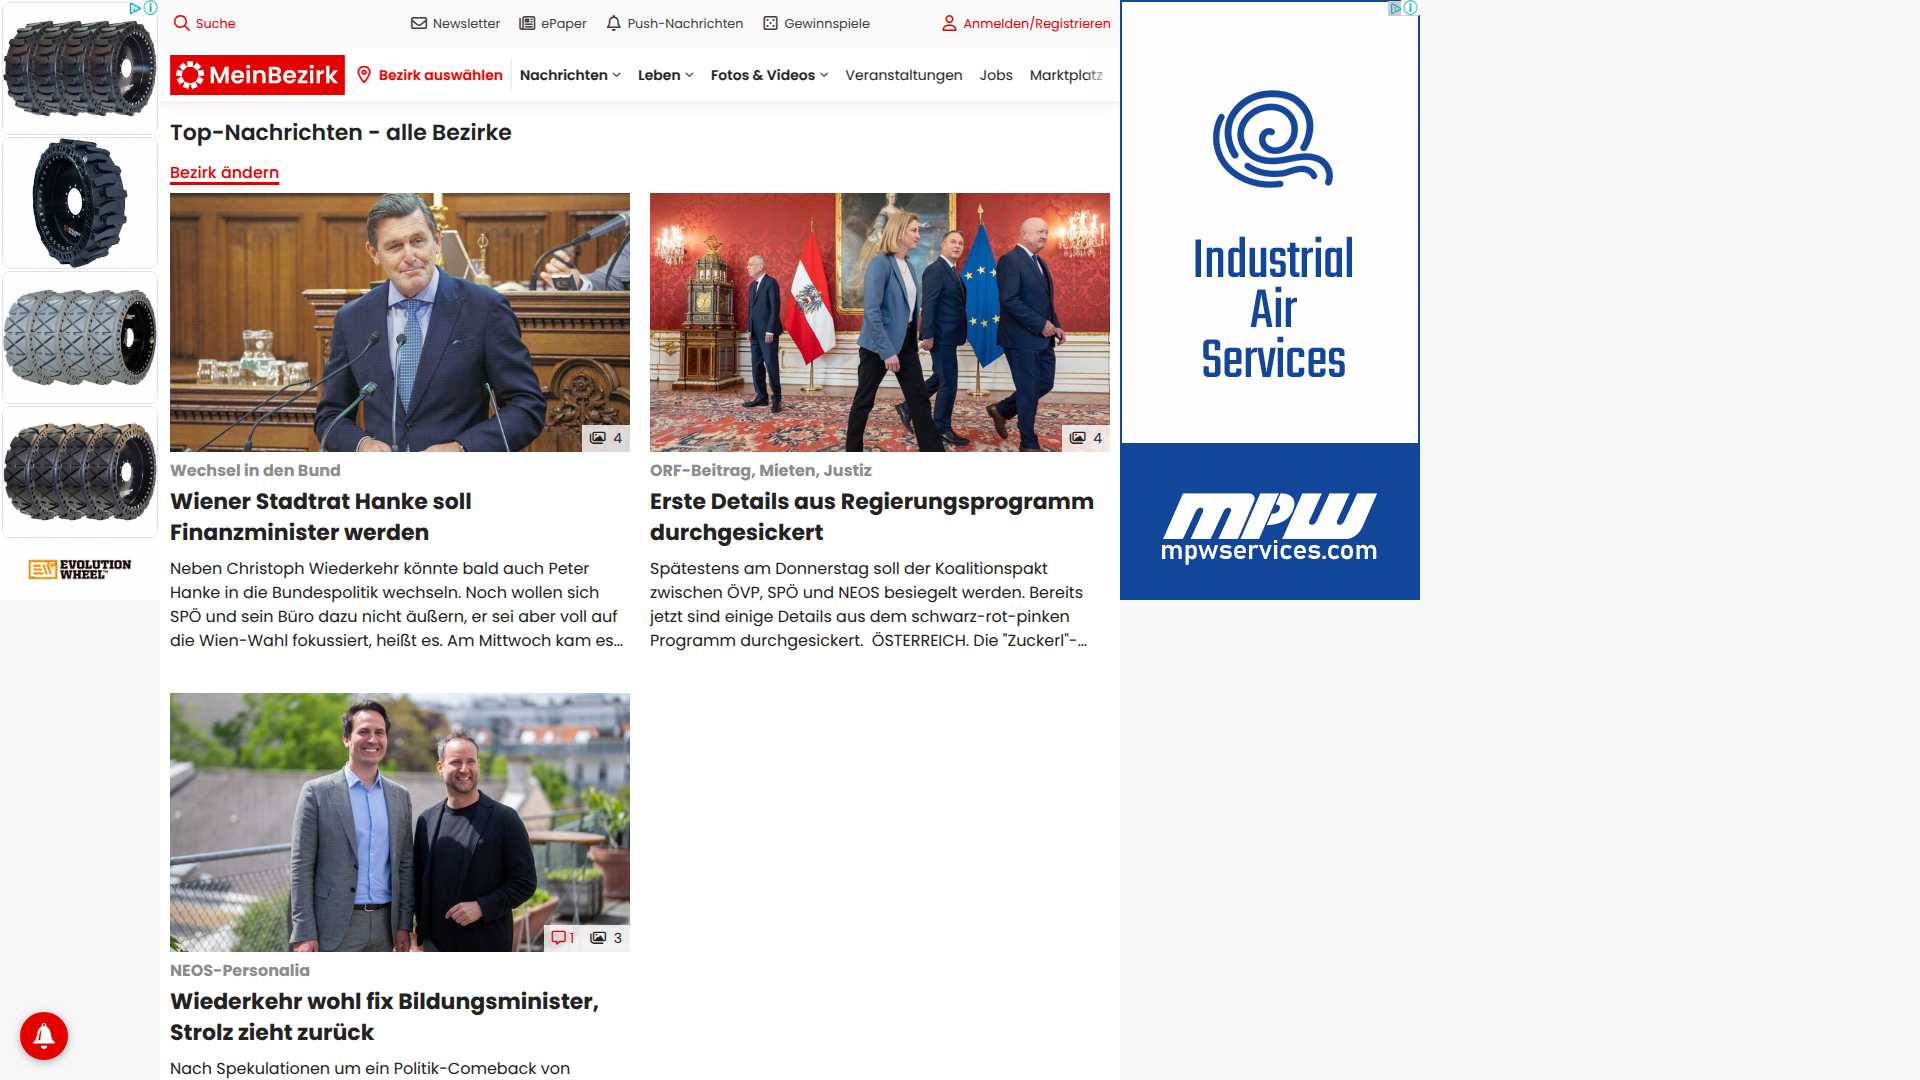 Suche
Newsletter
ePaper
Push-Nachrichten
Gewinnspiele
Anmelden/Registrieren
MeinBezirk
Bezirk auswählen
Nachrichten
Leben
Fotos & Videos
Veranstaltungen
Jobs
Marktplatz
Top-Nachrichten - alle Bezirke
Bezirk ändern
4
Wechsel in den Bund
Wiener Stadtrat Hanke soll
Finanzminister werden
Neben Christoph Wiederkehr könnte bald auch Peter
Hanke in die Bundespolitik wechseln. Noch wollen sich
SPÖ und sein Büro dazu nicht äußern, er sei aber voll auf
die Wien-Wahl fokussiert, heißt es. Am Mittwoch kam es...
4
ORF-Beitrag, Mieten, Justiz
Erste Details aus Regierungsprogramm
durchgesickert
Spätestens am Donnerstag soll der Koalitionspakt
zwischen ÖVP, SPÖ und NEOS besiegelt werden. Bereits
jetzt sind einige Details aus dem schwarz-rot-pinken
Programm durchgesickert. ÖSTERREICH. Die "Zuckerl"-...
1 3
NEOS-Personalia
Wiederkehr wohl fix Bildungsminister,
Strolz zieht zurück
Nach Spekulationen um ein Politik-Comeback von
EW EVOLUTION
WHEEL
Industrial
Air
Services
mpw
mpwservices.com